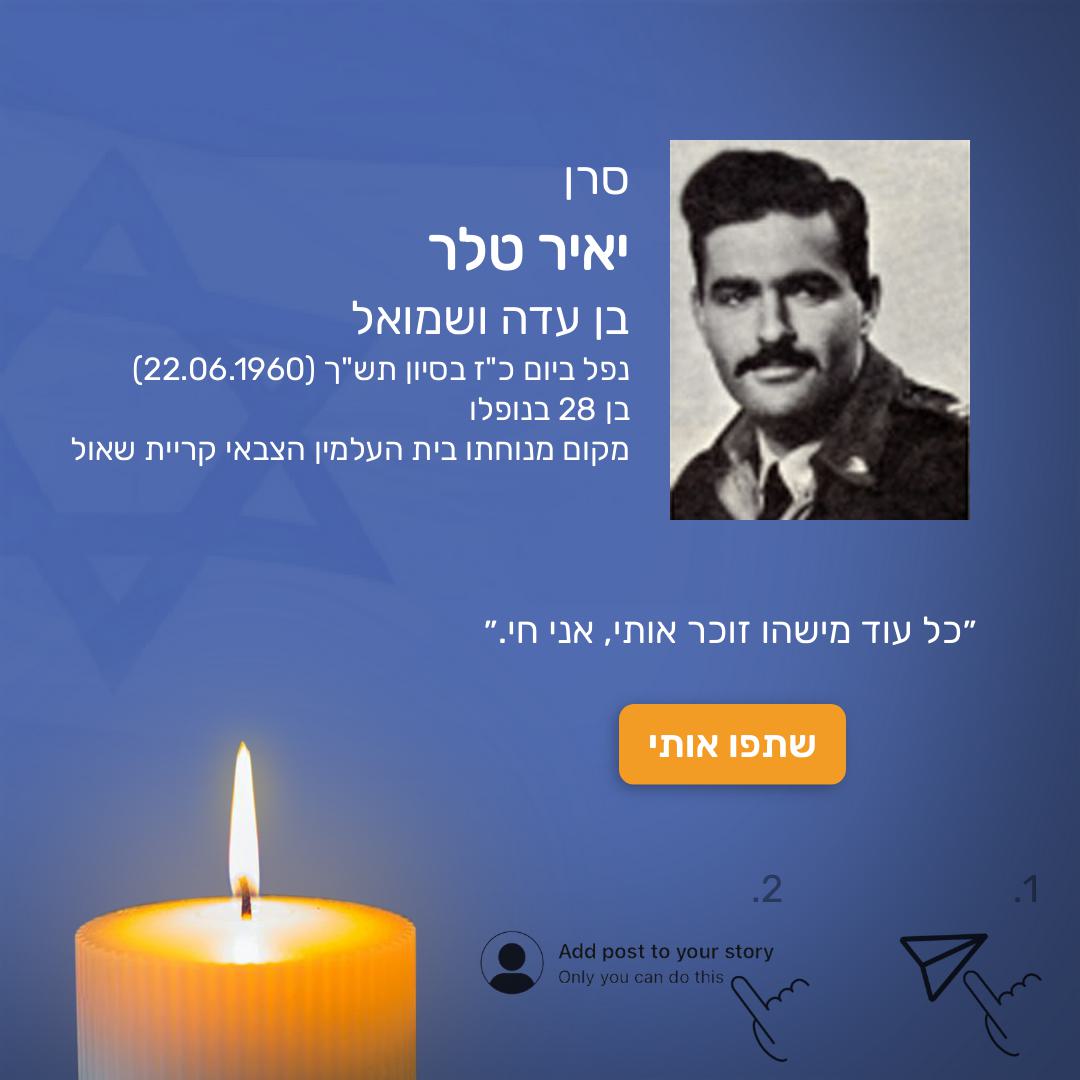 סרן
יאיר טלר
בן עדה ושמואל
נפל ביום כ"ז בסיון תש"ך (22.06.1960)
בן 28 בנופלו
מקום מנוחתו בית העלמין הצבאי קריית שאול
״כל עוד מישהו זוכר אותי, אני חי.״
שתפו אותי
1.
2.
Add post to your story
Only you can do this